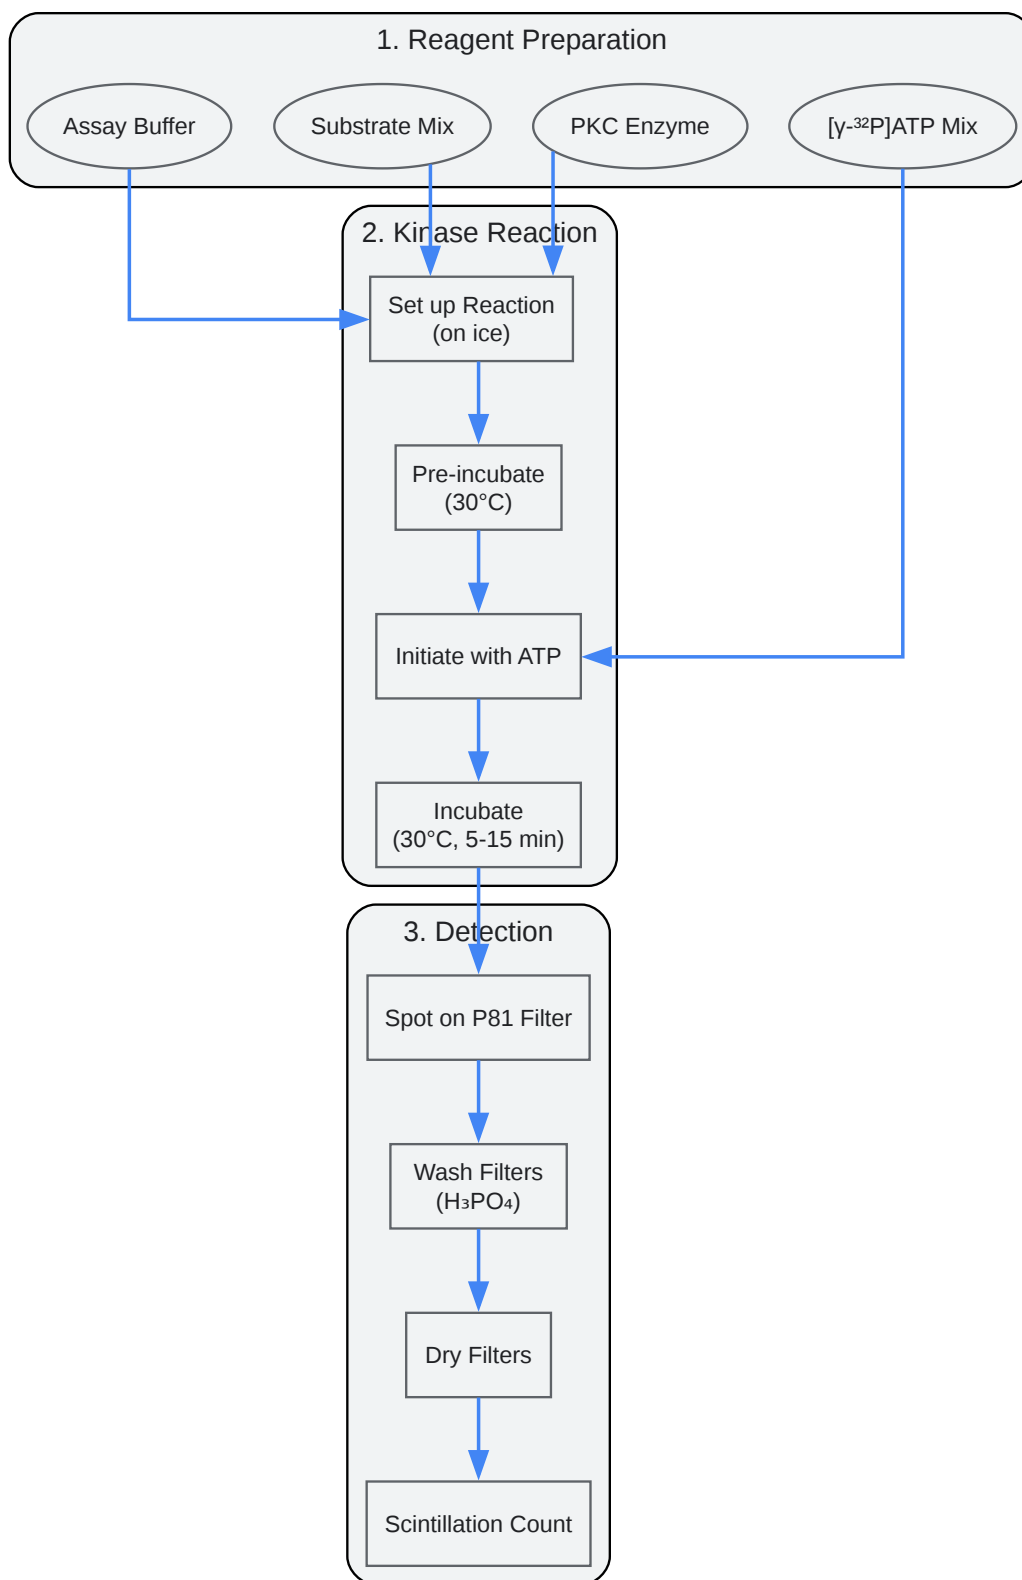 1. Reagent Preparation
Assay Buffer
Substrate Mix
PKC Enzyme
[γ-³²P]ATP Mix
2. Kinase Reaction
Set up Reaction
(on ice)
Pre-incubate
(30°C)
Initiate with ATP
Incubate
(30°C, 5-15 min)
3. Detection
Spot on P81 Filter
Wash Filters
(H₃PO₄)
Dry Filters
Scintillation Count